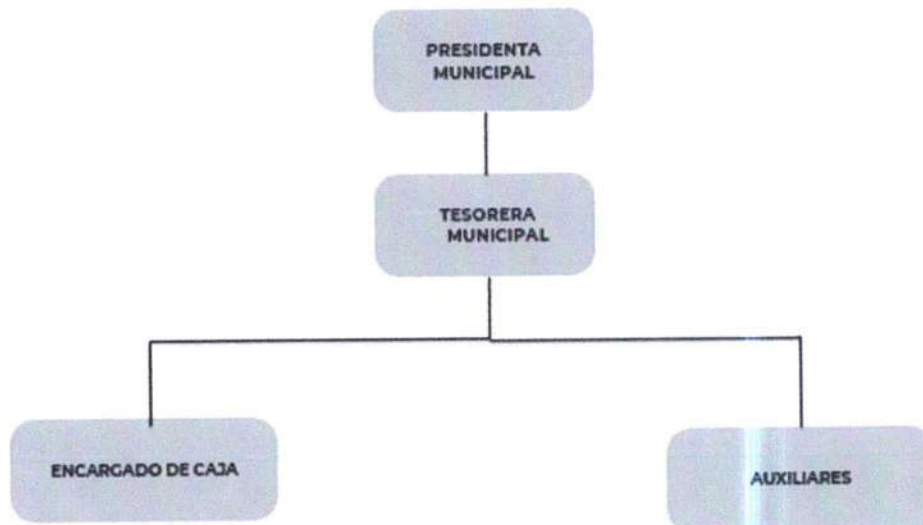 PRESIDENTA
MUNICIPAL
TESORERA
MUNICIPAL
ENCARGADO DE CAJA
AUXILIARES